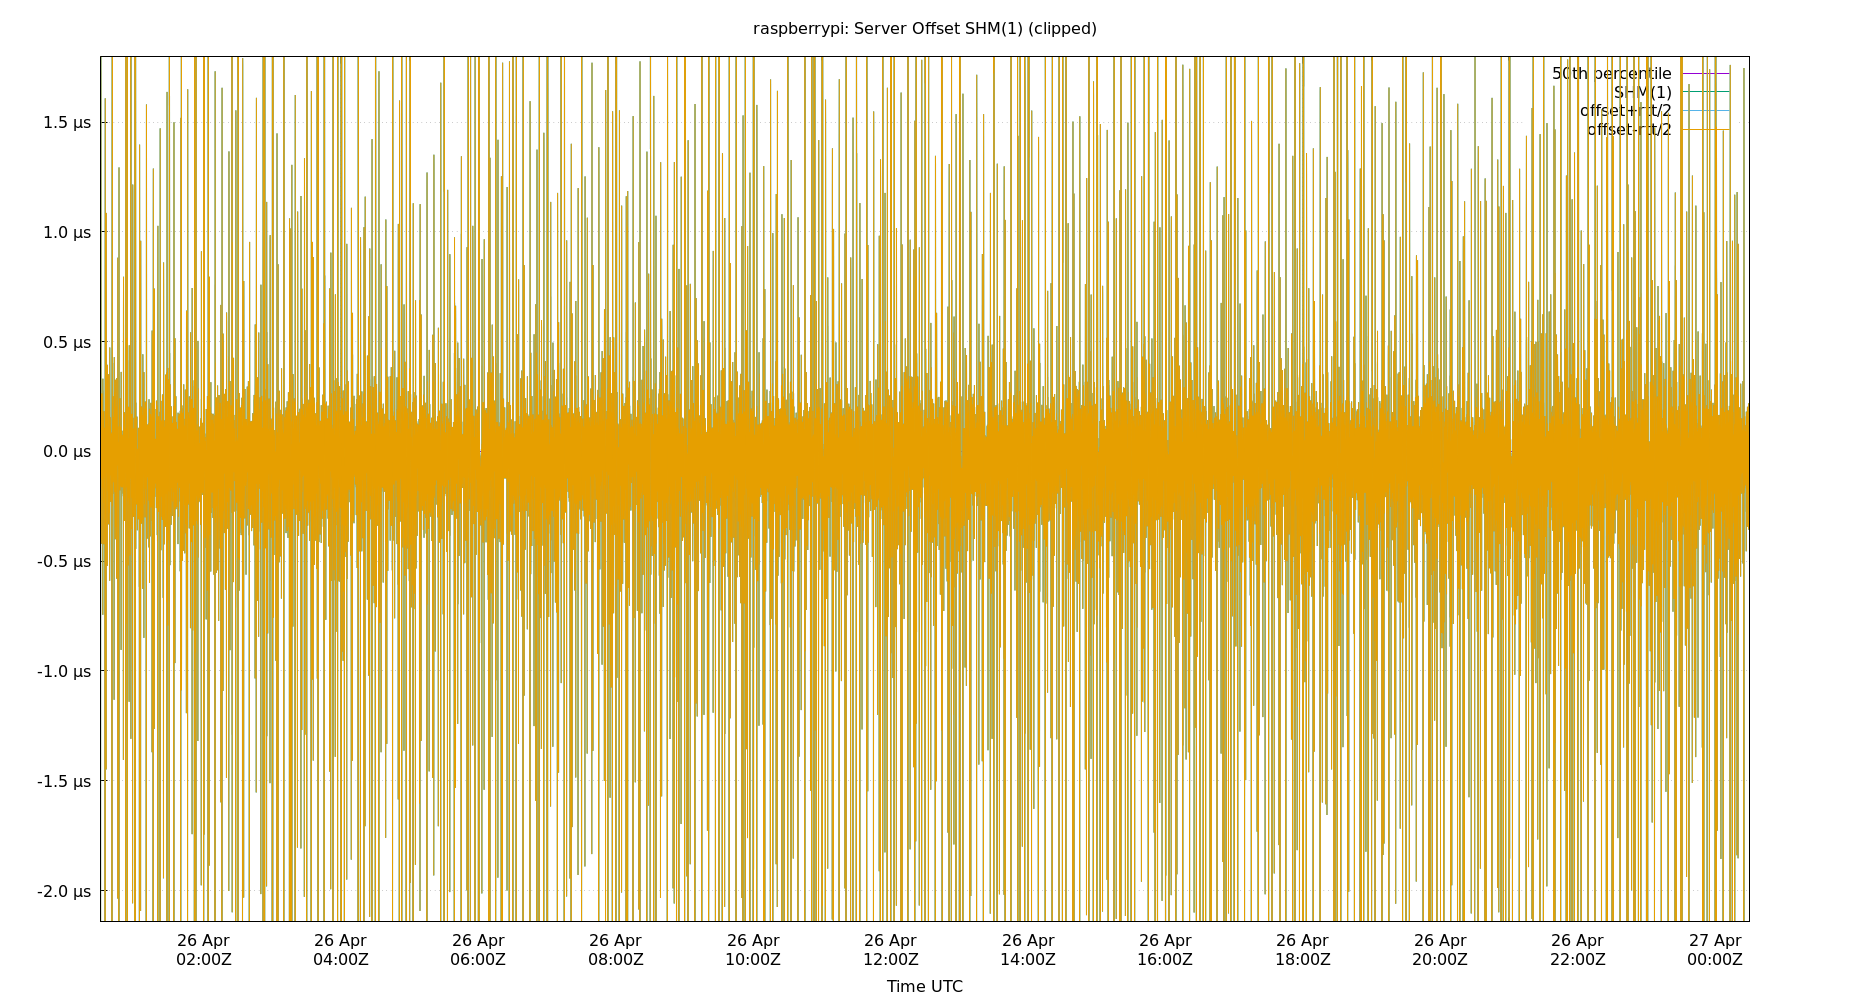 raspberrypi: Server Offset SHM(1) (clipped)
50th percentile
SHM(1)
offset+rtt/2
offset-rtt/2
1.5 µs
1.0 µs
0.5 µs
0.0 µs
-0.5 µs
-1.0 µs
-1.5 µs
-2.0 µs
26 Apr 26 Apr 26 Apr 26 Apr 26 Apr 26 Apr 26 Apr 26 Apr 26 Apr 26 Apr 26 Apr 27 Apr
02:00Z 04:00Z 06:00Z 08:00Z 10:00Z 12:00Z 14:00Z 16:00Z 18:00Z 20:00Z 22:00Z 00:00Z
Time UTC